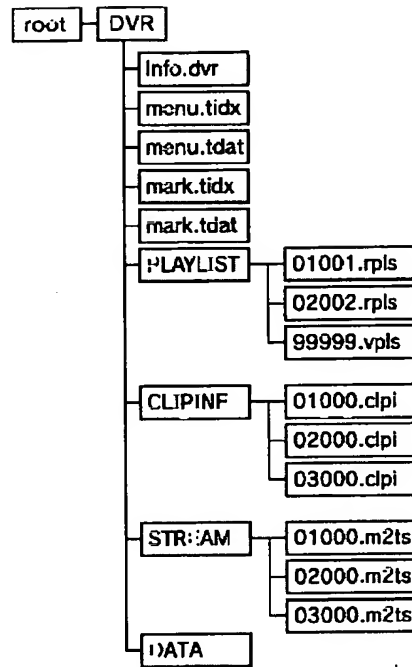 root DVR
Info.dvr
menu.tidx
menu.tdat
mark.tidx
mark.tdat
PLAYLIST 01001.rpls
02002.rpls
99999.vpls
CLIPINF 01000.clpi
02000.clpi
03000.clpi
STREAM 01000.m2ts
02000.m2ts
03000.m2ts
DATA